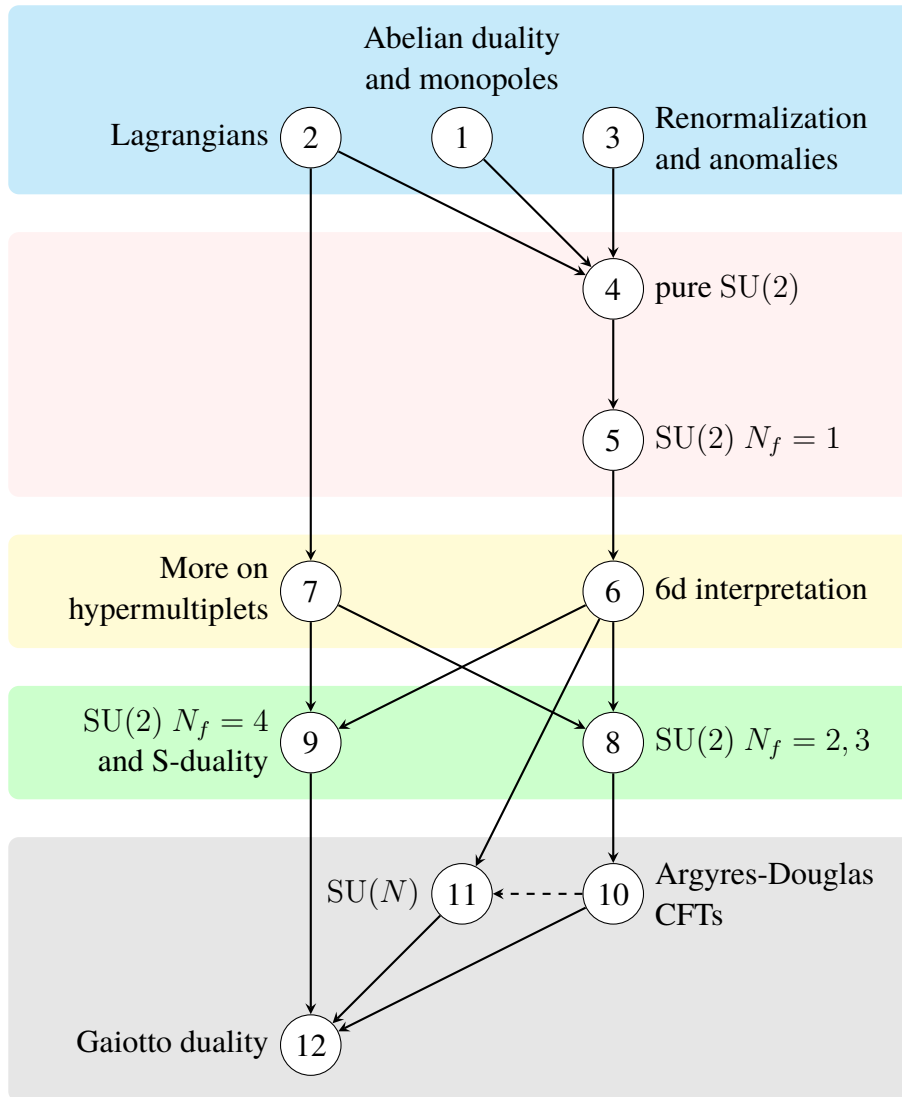 Abelian duality
and monopoles
Lagrangians
2
1
3
Renormalization
and anomalies
4
pure SU(2)
5
SU(2) N_f = 1
More on
hypermultiplets
7
6
6d interpretation
SU(2) N_f = 4
and S-duality
9
8
SU(2) N_f = 2, 3
SU(N)
11
10
Argyres-Douglas
CFTs
Gaiotto duality
12